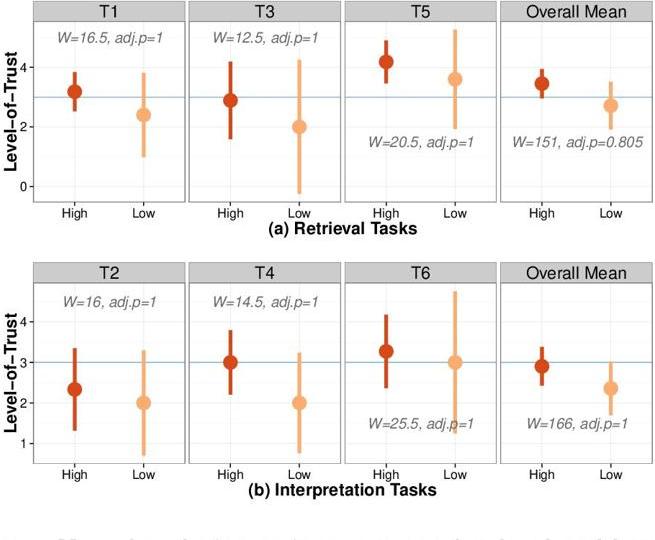 T1 T3 T5 Overall Mean
W=16.5, adj.p=1 W=12.5, adj.p=1
W=20.5, adj.p=1 W=151, adj.p=0.805
Level−of−Trust
4
2
0
High Low High Low High Low High Low
(a) Retrieval Tasks
T2 T4 T6 Overall Mean
W=16, adj.p=1 W=14.5, adj.p=1
W=25.5, adj.p=1 W=166, adj.p=1
Level−of−Trust
4
3
2
1
High Low High Low High Low High Low
(b) Interpretation Tasks